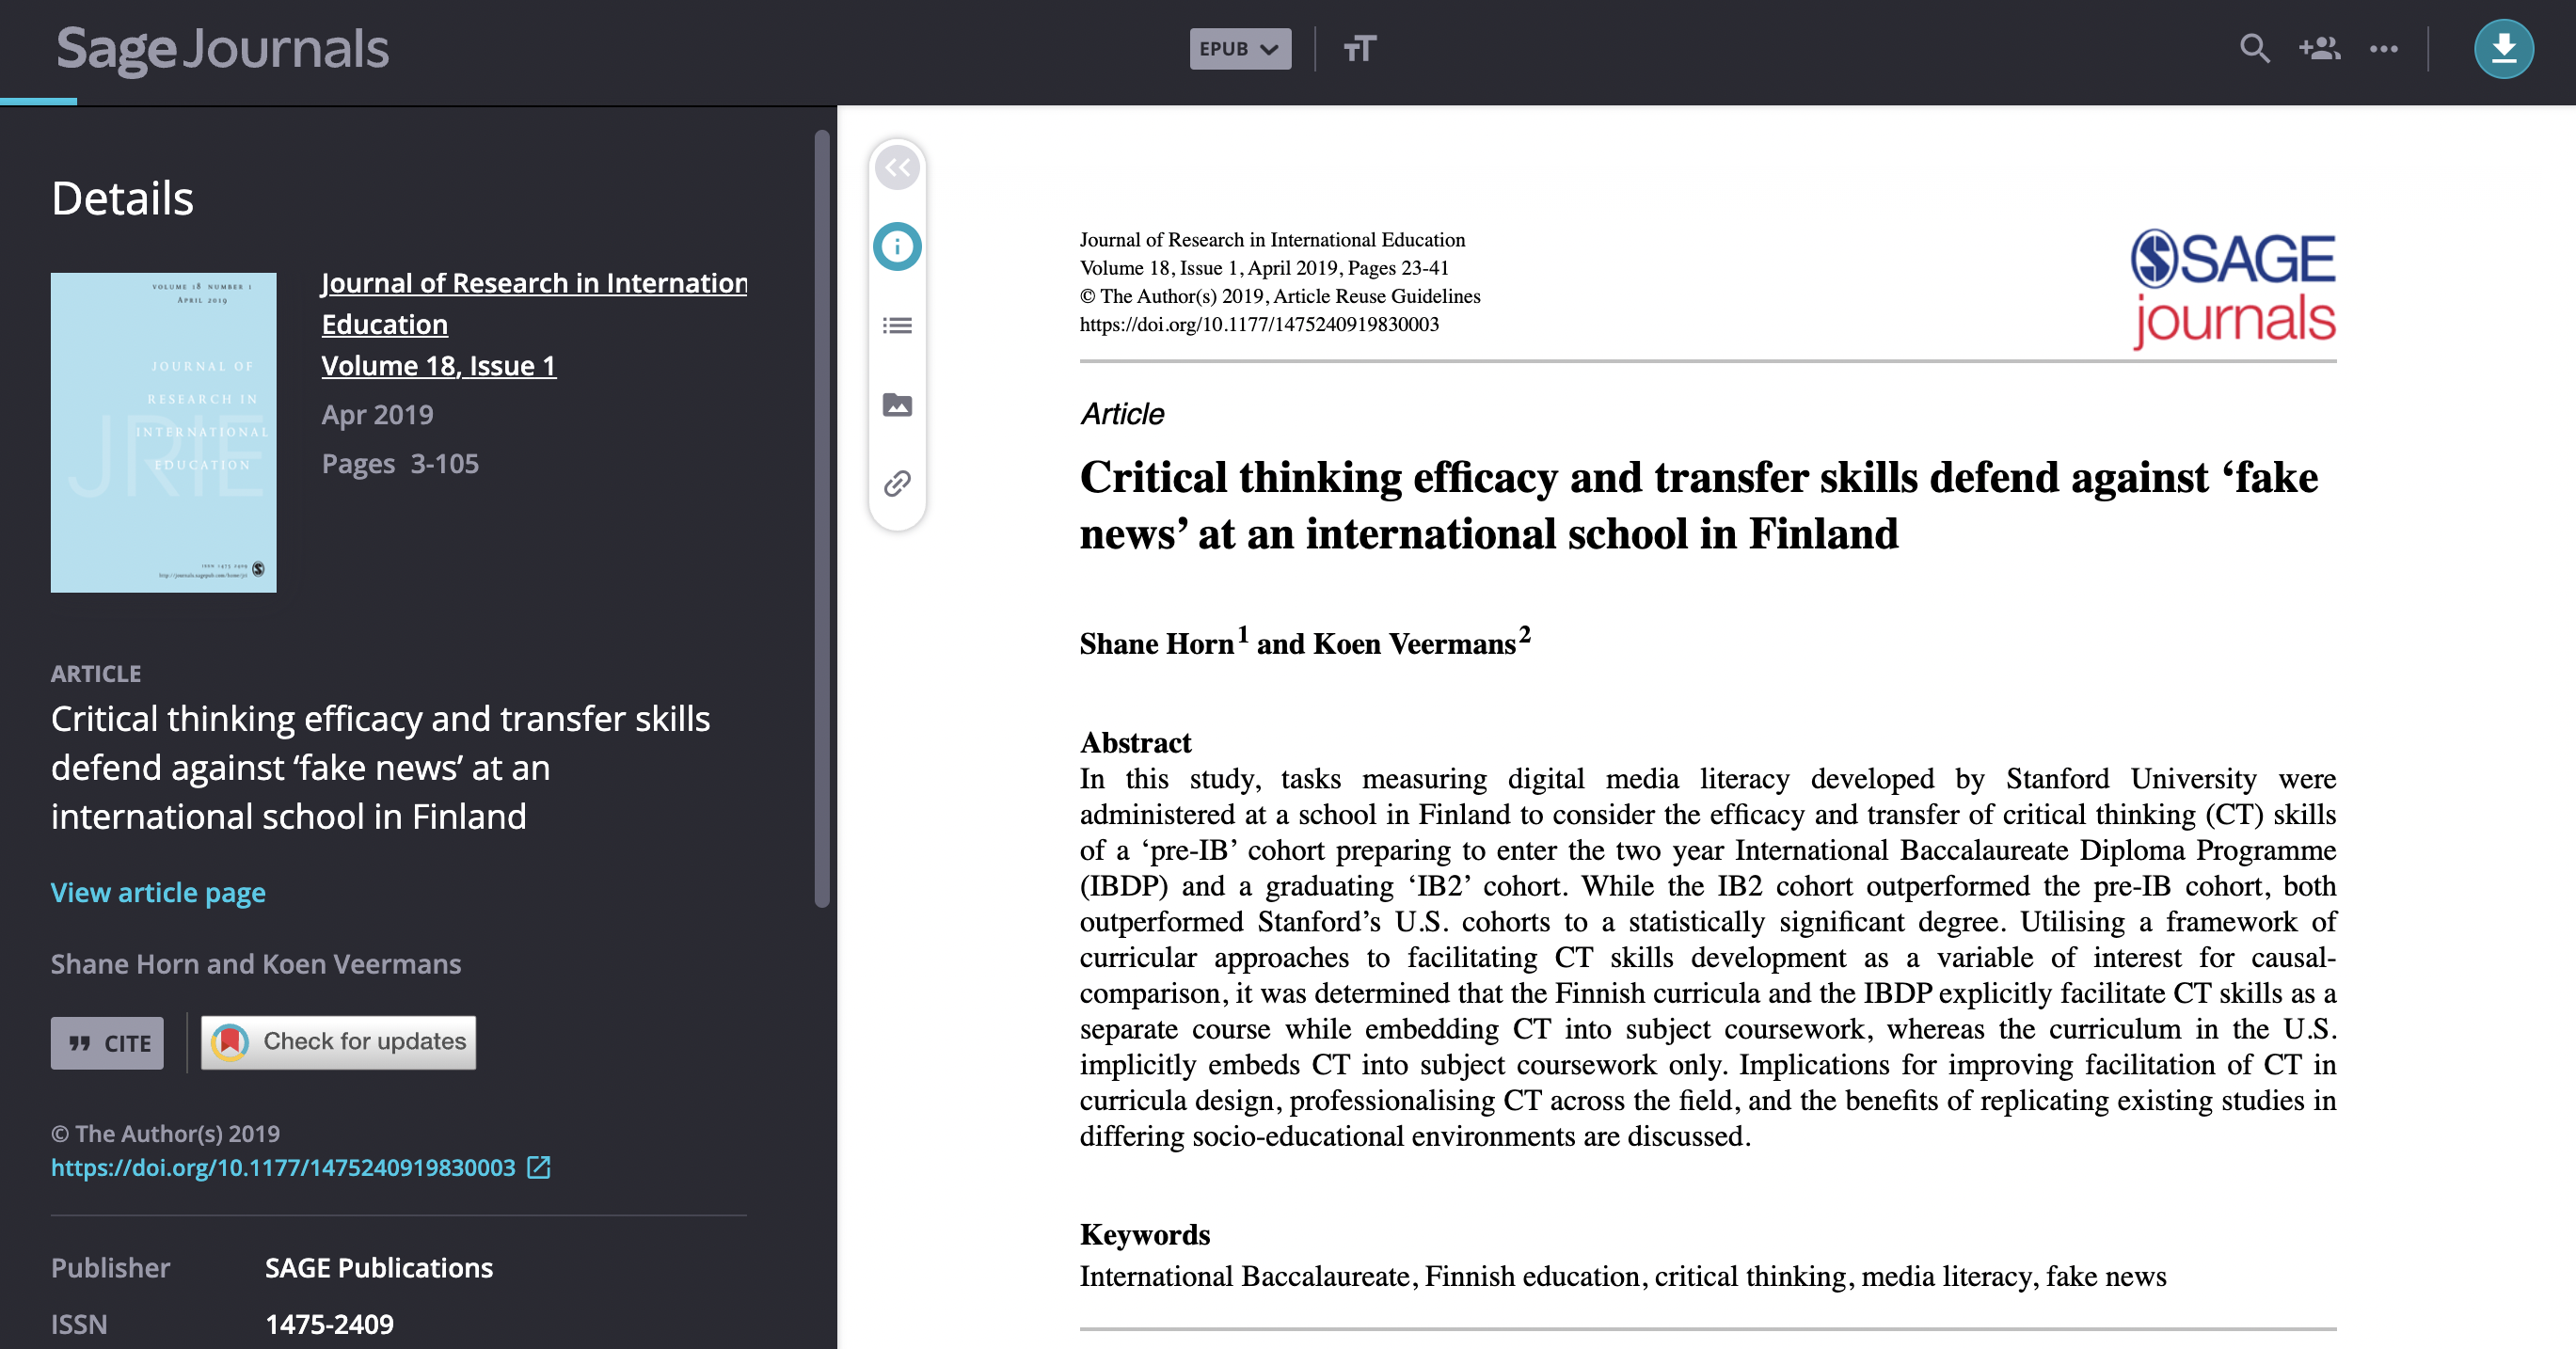 Sage Journals
EPUB
Details
VOLUME 18 NUMBER 1
APRIL 2019
JOURNAL OF
RESEARCH IN
INTERNATIONAL
EDUCATION
JRIE
ISSN 1475 2409
Journal of Research in Internation
Education
Volume 18, Issue 1
Apr 2019
Pages 3-105
ARTICLE
Critical thinking efficacy and transfer skills
defend against ‘fake news’ at an
international school in Finland
View article page
Shane Horn and Koen Veermans
CITE
Check for updates
© The Author(s) 2019
https://doi.org/10.1177/1475240919830003
Publisher SAGE Publications
ISSN 1475-2409
Journal of Research in International Education
Volume 18, Issue 1, April 2019, Pages 23-41
© The Author(s) 2019, Article Reuse Guidelines
https://doi.org/10.1177/1475240919830003
SAGE
journals
Article
Critical thinking efficacy and transfer skills defend against ‘fake
news’ at an international school in Finland
Shane Horn1 and Koen Veermans2
Abstract
In this study, tasks measuring digital media literacy developed by Stanford University were
administered at a school in Finland to consider the efficacy and transfer of critical thinking (CT) skills
of a ‘pre-IB’ cohort preparing to enter the two year International Baccalaureate Diploma Programme
(IBDP) and a graduating ‘IB2’ cohort. While the IB2 cohort outperformed the pre-IB cohort, both
outperformed Stanford’s U.S. cohorts to a statistically significant degree. Utilising a framework of
curricular approaches to facilitating CT skills development as a variable of interest for causal-
comparison, it was determined that the Finnish curricula and the IBDP explicitly facilitate CT skills as a
separate course while embedding CT into subject coursework, whereas the curriculum in the U.S.
implicitly embeds CT into subject coursework only. Implications for improving facilitation of CT in
curricula design, professionalising CT across the field, and the benefits of replicating existing studies in
differing socio-educational environments are discussed.
Keywords
International Baccalaureate, Finnish education, critical thinking, media literacy, fake news